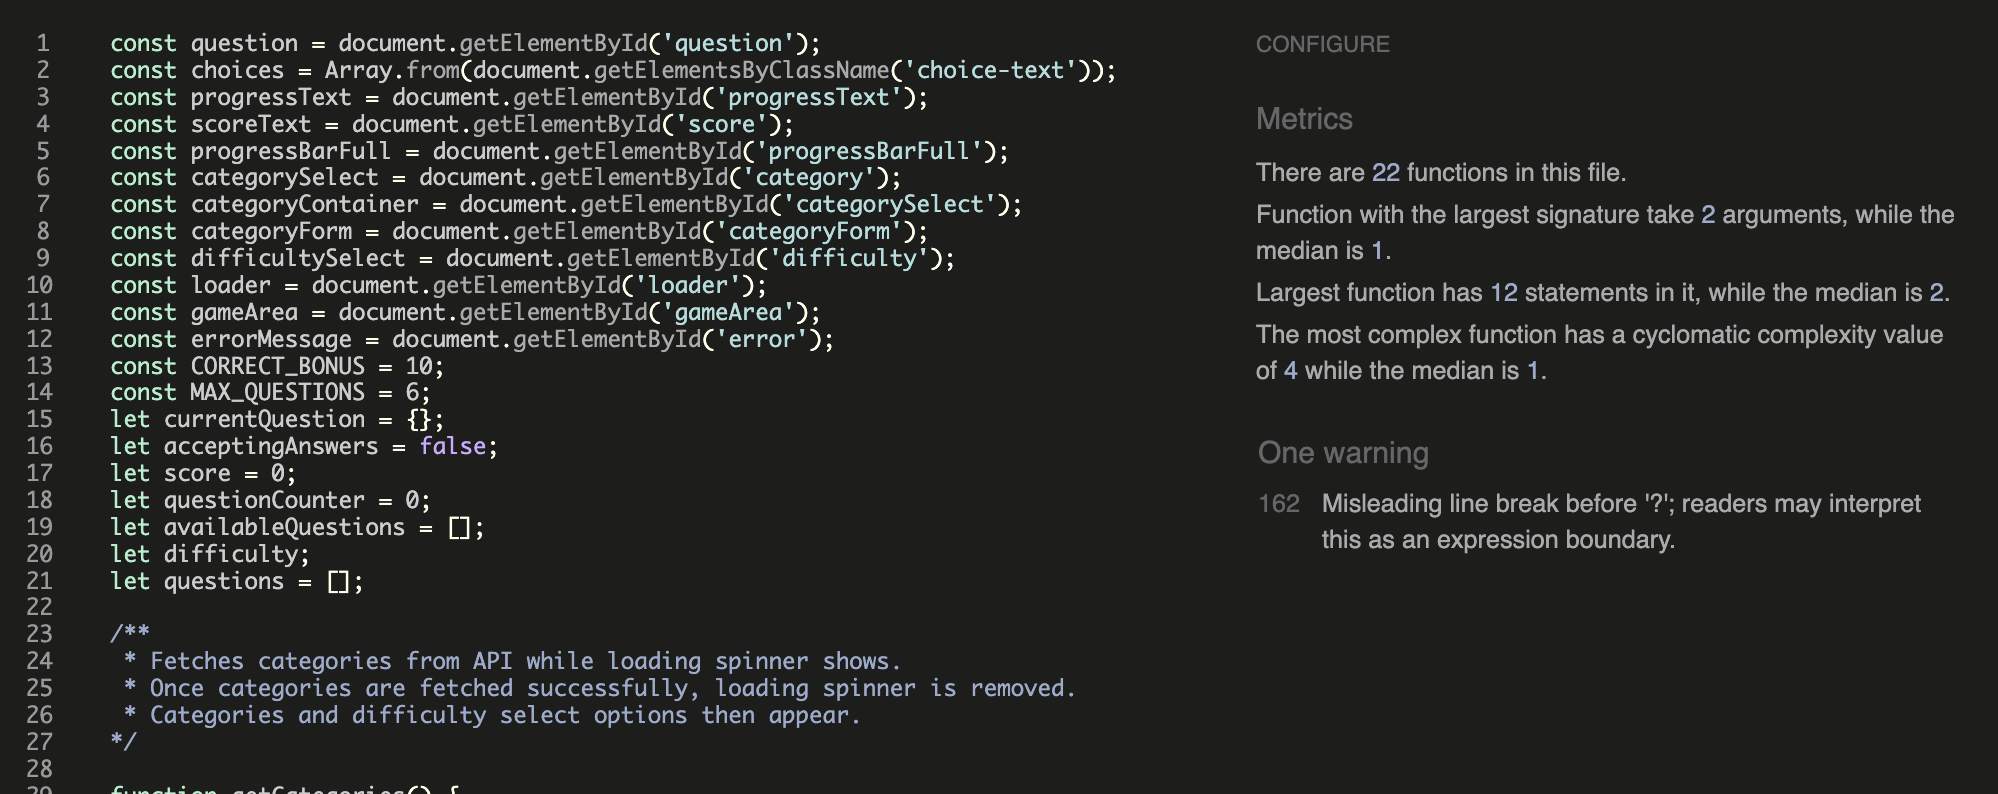 1 const question = document.getElementById('question');
2 const choices = Array.from(document.getElementsByClassName('choice-text'));
3 const progressText = document.getElementById('progressText');
4 const scoreText = document.getElementById('score');
5 const progressBarFull = document.getElementById('progressBarFull');
6 const categorySelect = document.getElementById('category');
7 const categoryContainer = document.getElementById('categorySelect');
8 const categoryForm = document.getElementById('categoryForm');
9 const difficultySelect = document.getElementById('difficulty');
10 const loader = document.getElementById('loader');
11 const gameArea = document.getElementById('gameArea');
12 const errorMessage = document.getElementById('error');
13 const CORRECT_BONUS = 10;
14 const MAX_QUESTIONS = 6;
15 let currentQuestion = {};
16 let acceptingAnswers = false;
17 let score = 0;
18 let questionCounter = 0;
19 let availableQuestions = [];
20 let difficulty;
21 let questions = [];
22
23 /**
24  * Fetches categories from API while loading spinner shows.
25  * Once categories are fetched successfully, loading spinner is removed.
26  * Categories and difficulty select options then appear.
27 */
28
29 function getCategories() {
CONFIGURE
Metrics
There are 22 functions in this file.
Function with the largest signature take 2 arguments, while the
median is 1.
Largest function has 12 statements in it, while the median is 2.
The most complex function has a cyclomatic complexity value
of 4 while the median is 1.
One warning
162 Misleading line break before '?'; readers may interpret
this as an expression boundary.